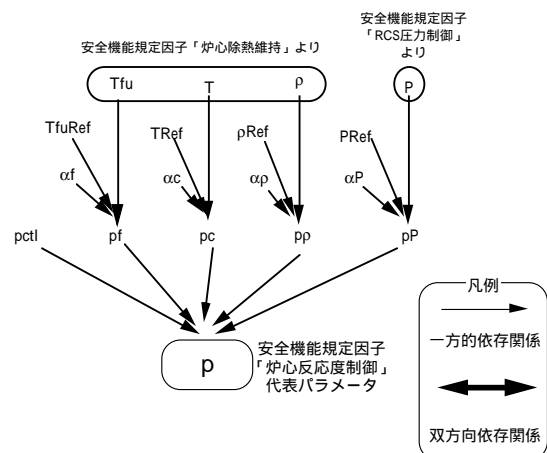 安全機能規定因子「炉心除熱維持」より
安全機能規定因子
「RCS圧力制御」
より
Tfu
T
ρ
P
TfuRef
TRef
ρRef
PRef
αf
αc
αρ
αP
pctl
pf
pc
pρ
pP
p
安全機能規定因子
「炉心反応度制御」
代表パラメータ
凡例
一方的依存関係
双方向依存関係